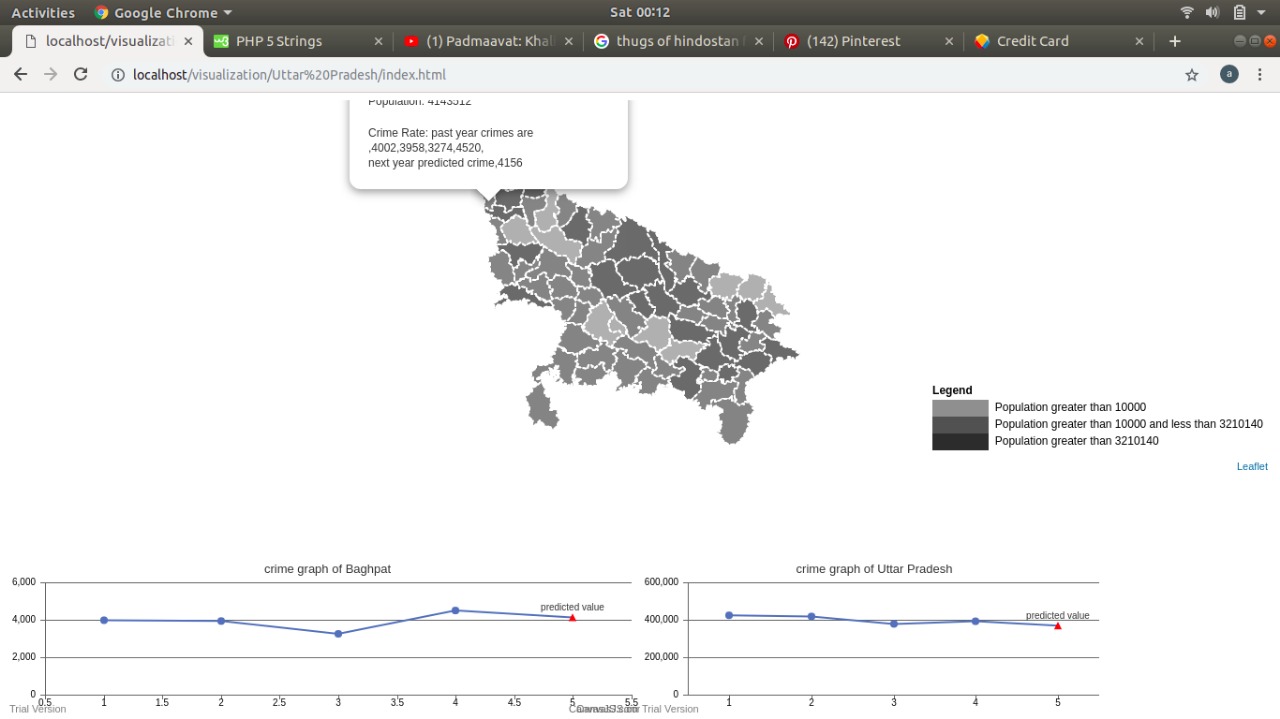 Activities Google Chrome Sat 00:12
localhost/visualizati (1) PHP 5 Strings (1) Padmaavat: Khali thugs of hindostan f (142) Pinterest Credit Card
localhost/visualization/Uttar%20Pradesh/index.html a
Population: 4143512
Crime Rate: past year crimes are
,4002,3958,3274,4520,
next year predicted crime,4156
Legend
Population greater than 10000
Population greater than 10000 and less than 3210140
Population greater than 3210140
Leaflet
crime graph of Baghpat
6,000
4,000
2,000
0
predicted value
0.5 1 1.5 2 2.5 3 3.5 4 4.5 5 5.5
Trial Version
crime graph of Uttar Pradesh
600,000
400,000
200,000
0
predicted value
1 2 3 4 5
Trial Version